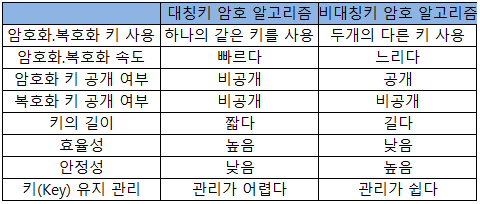 대칭키 암호 알고리즘 비대칭키 암호 알고리즘
암호화.복호화 키 사용 하나의 같은 키를 사용 두개의 다른 키 사용
암호화.복호화 속도 빠르다 느리다
암호화 키 공개 여부 비공개 공개
복호화 키 공개 여부 비공개 비공개
키의 길이 짧다 길다
효율성 높음 낮음
안정성 낮음 높음
키(Key) 유지 관리 관리가 어렵다 관리가 쉽다